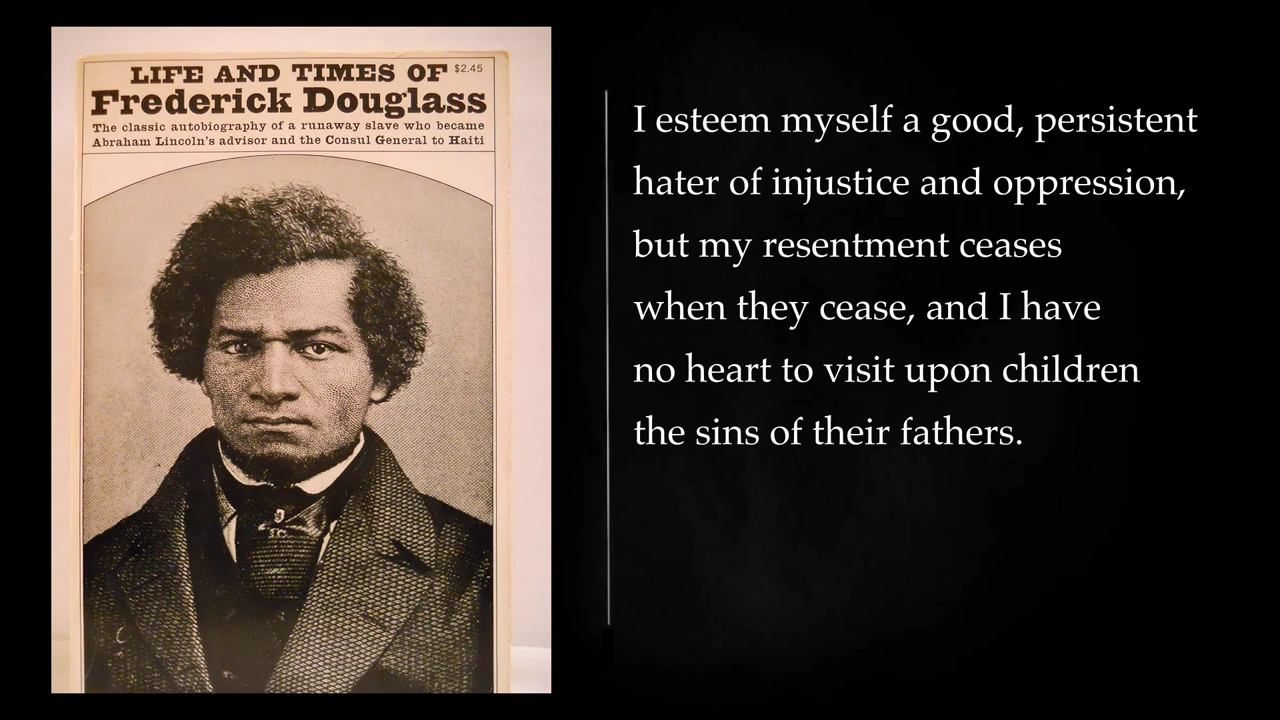 LIFE AND TIMES OF $2.45
Frederick Douglass
The classic autobiography of a runaway slave who became
Abraham Lincoln's advisor and the Consul General to Haiti
I esteem myself a good, persistent
hater of injustice and oppression,
but my resentment ceases
when they cease, and I have
no heart to visit upon children
the sins of their fathers.